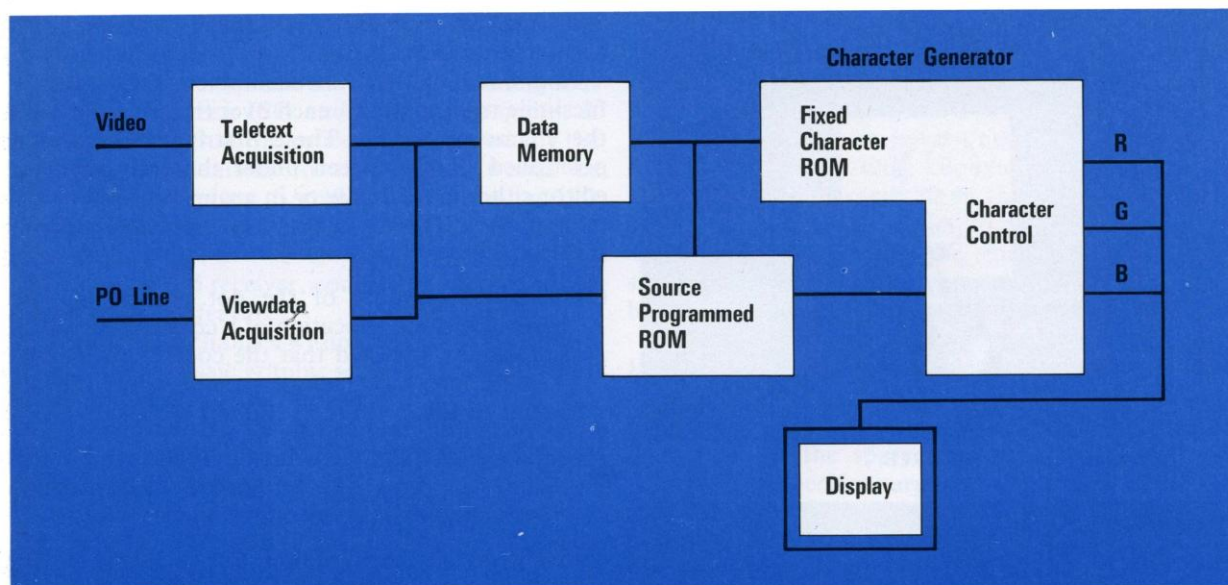 Character Generator
Video
Teletext
Acquisition
Data
Memory
Fixed
Character
ROM
R
G
B
Character
Control
PO Line
Viewdata
Acquisition
Source
Programmed
ROM
Display